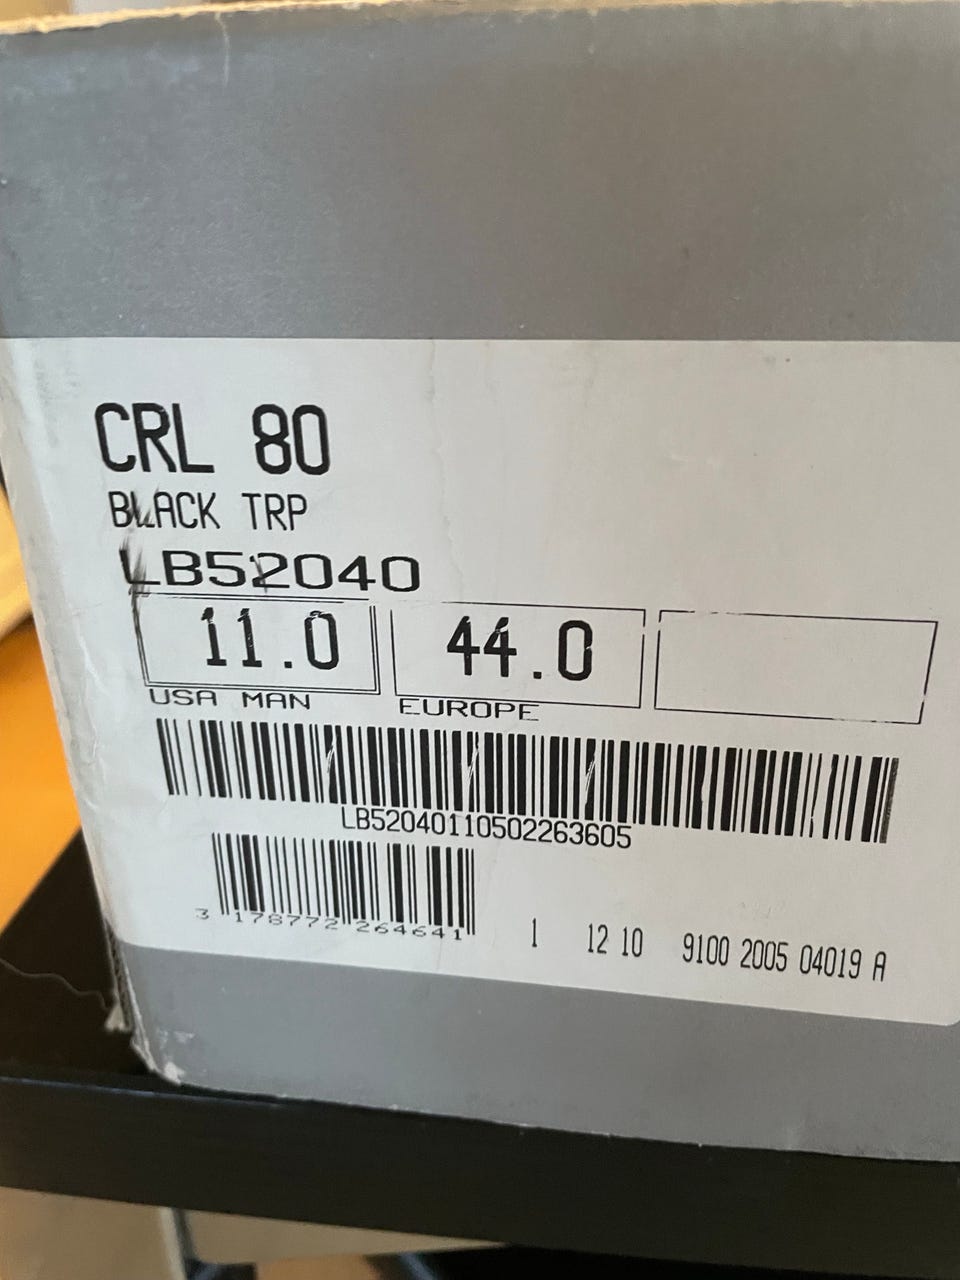 CRL 80
BLACK TRP
LB52040
11.0 44.0
USA MAN EUROPE
LB52040110502263605
3 178772 264641 1 12 10 9100 2005 04019 A